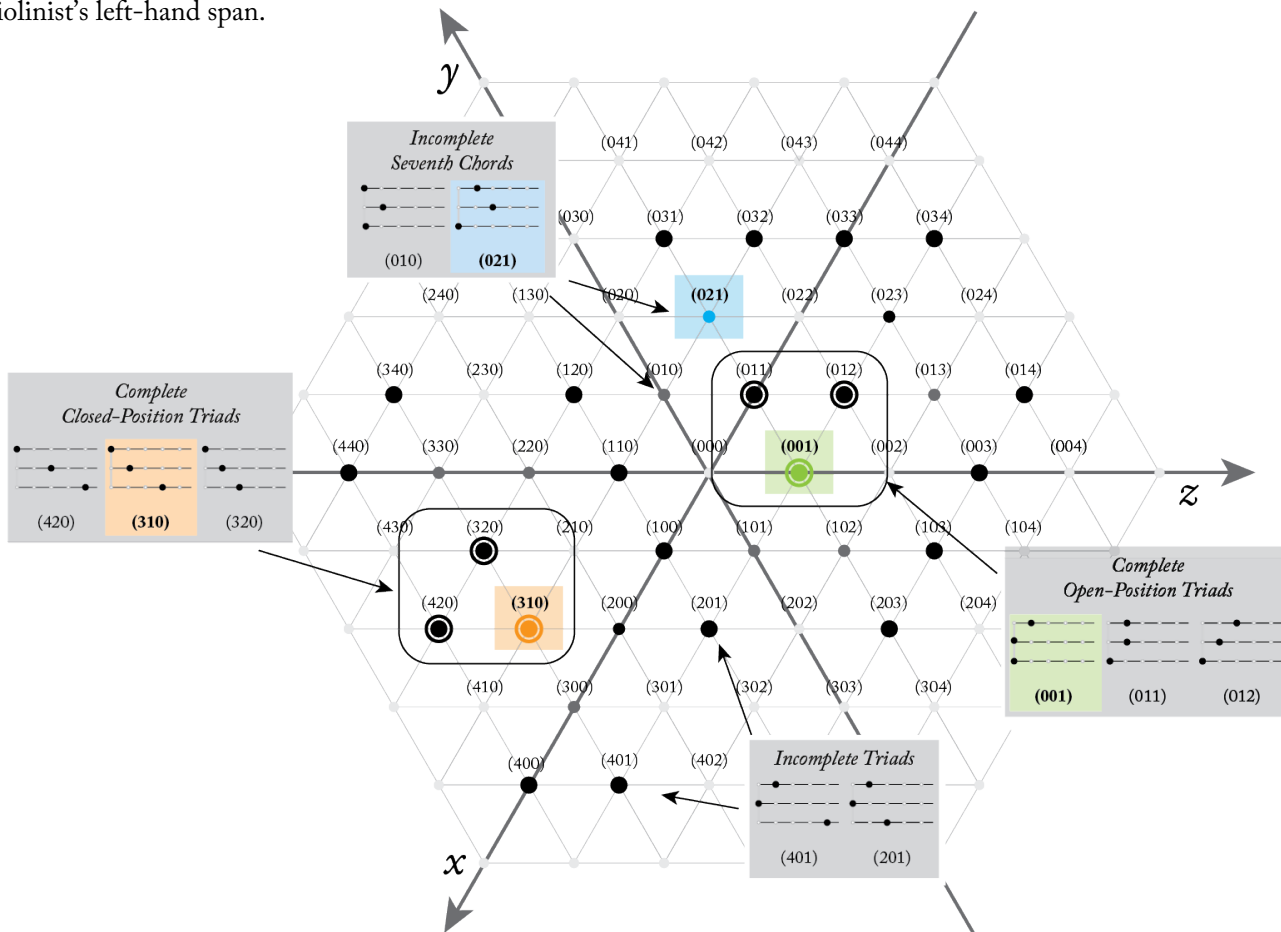 iolinist's left-hand span.
y
(041) (042) (043) (044)
Incomplete
Seventh Chords
(010) (021)
(030) (031) (032) (033) (034)
(240) (130) (020) (021) (022) (023) (024)
(340) (230) (120) (010) (011) (012) (013) (014)
Complete
Closed-Position Triads
(420) (310) (320)
(440) (330) (220) (110) (000) (001) (002) (003) (004)
z
(430) (320) (210) (100) (101) (102) (103) (104)
Complete
Open-Position Triads
(001) (011) (012)
(420) (310) (200) (201) (202) (203) (204)
(410) (300) (301) (302) (303) (304)
(400) (401) (402)
Incomplete Triads
(401) (201)
x